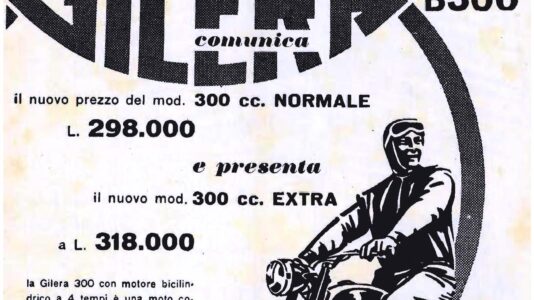 GILERA
B300
comunica
il nuovo prezzo del mod. 300 cc. NORMALE
L. 298.000
e presenta
il nuovo mod. 300 cc. EXTRA
a L. 318.000
la Gilera 300 con motore bicilin-
drico a 4 tempi è una moto co-